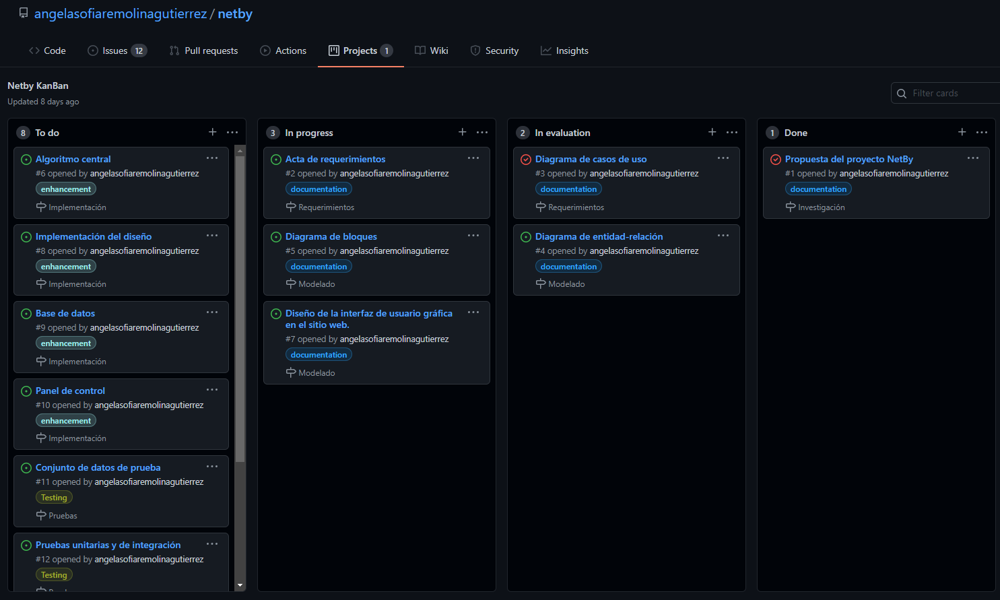 angelasofiaremolinagutierrez / netby
Code Issues 12 Pull requests Actions Projects 1 Wiki Security Insights
Netby KanBan
Updated 8 days ago
Filter cards
8 To do
Algoritmo central
#6 opened by angelasofiaremolinagutierrez
enhancement
Implementación
Implementación del diseño
#8 opened by angelasofiaremolinagutierrez
enhancement
Implementación
Base de datos
#9 opened by angelasofiaremolinagutierrez
enhancement
Implementación
Panel de control
#10 opened by angelasofiaremolinagutierrez
enhancement
Implementación
Conjunto de datos de prueba
#11 opened by angelasofiaremolinagutierrez
Testing
Pruebas
Pruebas unitarias y de integración
#12 opened by angelasofiaremolinagutierrez
Testing
3 In progress
Acta de requerimientos
#2 opened by angelasofiaremolinagutierrez
documentation
Requerimientos
Diagrama de bloques
#5 opened by angelasofiaremolinagutierrez
documentation
Modelado
Diseño de la interfaz de usuario gráfica
en el sitio web.
#7 opened by angelasofiaremolinagutierrez
documentation
Modelado
2 In evaluation
Diagrama de casos de uso
#3 opened by angelasofiaremolinagutierrez
documentation
Requerimientos
Diagrama de entidad-relación
#4 opened by angelasofiaremolinagutierrez
documentation
Modelado
1 Done
Propuesta del proyecto NetBy
#1 opened by angelasofiaremolinagutierrez
documentation
Investigación